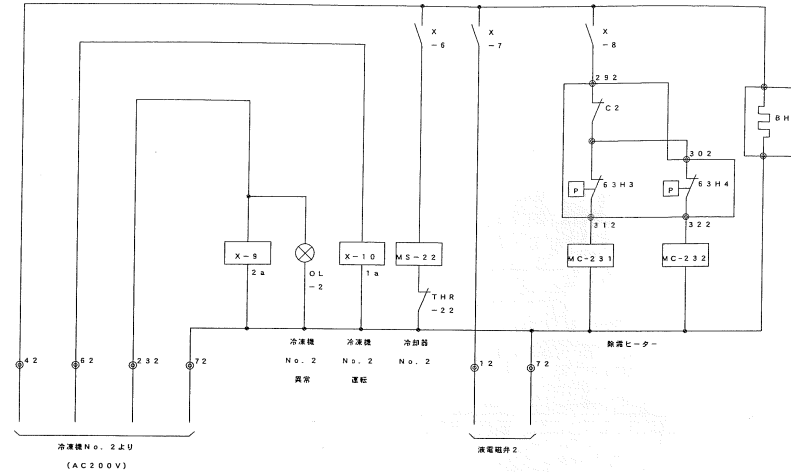 X
-6
X
-7
X
-8
292
C2
BH
302
P
63H3
P
63H4
312
322
X-9
2a
OL
-2
X-10
1a
MS-22
MC-231
MC-232
THR
-22
冷凍機
No. 2
異常
冷凍機
No. 2
運転
冷却器
No. 2
除霜ヒーター
42
62
232
72
12
72
冷凍機No. 2より
(AC200V)
液電磁弁2